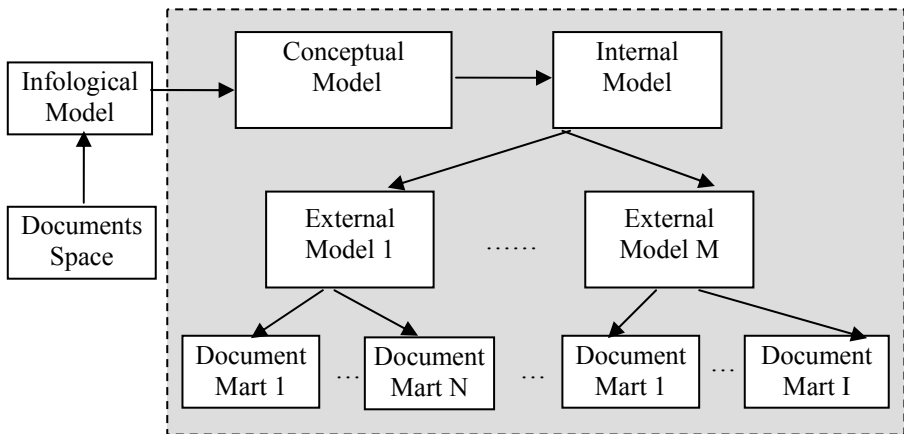 Conceptual
Model
Internal
Model
Infological
Model
Documents
Space
External
Model 1
......
External
Model M
Document
Mart 1
...
Document
Mart N
...
Document
Mart 1
...
Document
Mart I